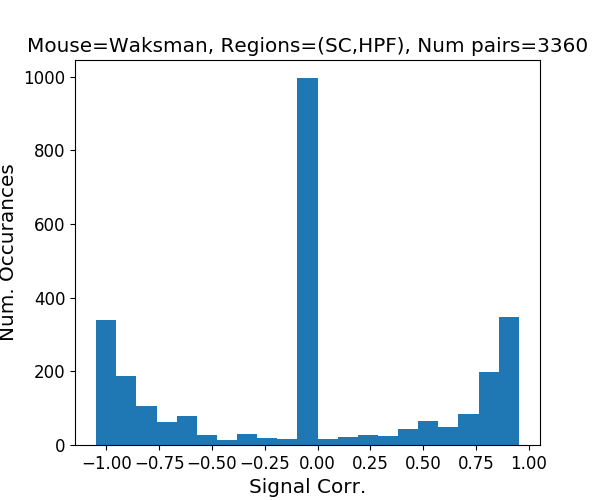 Mouse=Waksman, Regions=(SC,HPF), Num pairs=3360
1000
800
600
400
200
0
Num. Occurances
−1.00 −0.75 −0.50 −0.25 0.00 0.25 0.50 0.75 1.00
Signal Corr.